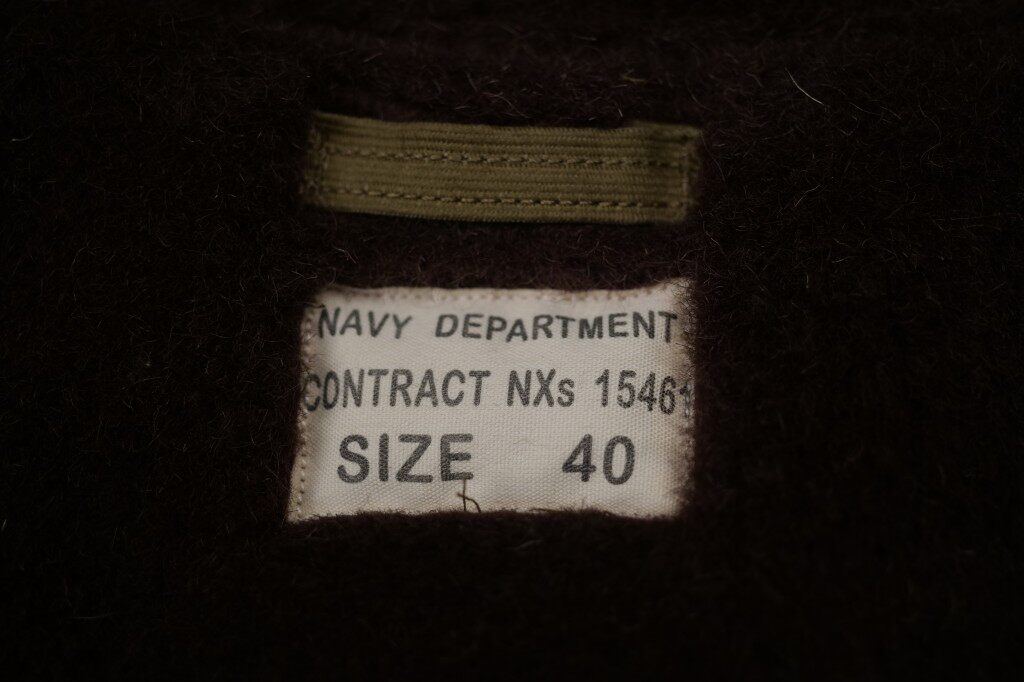 NAVY DEPARTMENT
CONTRACT NXs 15461
SIZE 40